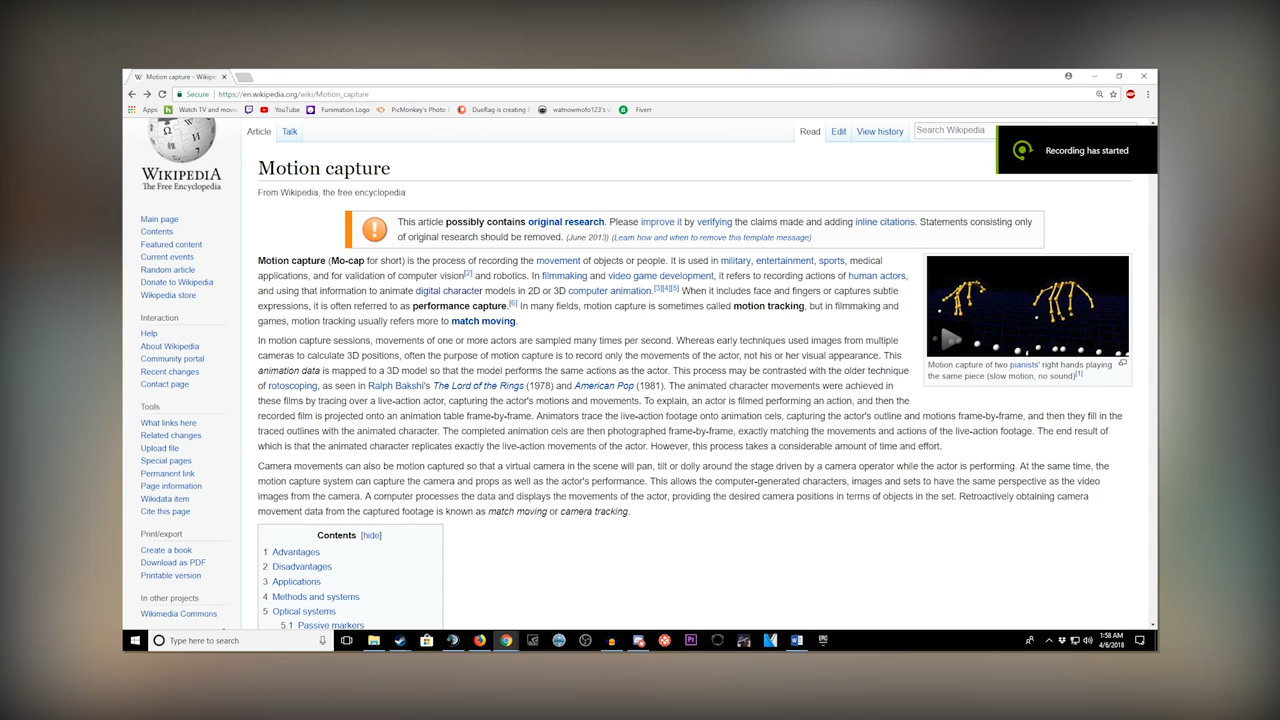 Motion capture - Wikipe
Secure
https://en.wikipedia.org/wiki/Motion_capture
Apps
Watch TV and movi
YouTube
Funimation Logo
PicMonkey's Photo
DueRag is creating
watnowmofo123's v
Fiverr
WIKIPEDIA
The Free Encyclopedia
Article Talk
Read Edit View history
Search Wikipedia
Recording has started
Motion capture
From Wikipedia, the free encyclopedia
This article possibly contains original research. Please improve it by verifying the claims made and adding inline citations. Statements consisting only
of original research should be removed. (June 2013) (Learn how and when to remove this template message)
Main page
Contents
Featured content
Current events
Random article
Donate to Wikipedia
Wikipedia store
Interaction
Help
About Wikipedia
Community portal
Recent changes
Contact page
Tools
What links here
Related changes
Upload file
Special pages
Permanent link
Page information
Wikidata item
Cite this page
Print/export
Create a book
Download as PDF
Printable version
In other projects
Wikimedia Commons
Motion capture (Mo-cap for short) is the process of recording the movement of objects or people. It is used in military, entertainment, sports, medical
applications, and for validation of computer vision[2] and robotics. In filmmaking and video game development, it refers to recording actions of human actors,
and using that information to animate digital character models in 2D or 3D computer animation.[3][4][5] When it includes face and fingers or captures subtle
expressions, it is often referred to as performance capture.[6] In many fields, motion capture is sometimes called motion tracking, but in filmmaking and
games, motion tracking usually refers more to match moving.
In motion capture sessions, movements of one or more actors are sampled many times per second. Whereas early techniques used images from multiple
cameras to calculate 3D positions, often the purpose of motion capture is to record only the movements of the actor, not his or her visual appearance. This
animation data is mapped to a 3D model so that the model performs the same actions as the actor. This process may be contrasted with the older technique
of rotoscoping, as seen in Ralph Bakshi's The Lord of the Rings (1978) and American Pop (1981). The animated character movements were achieved in
these films by tracing over a live-action actor, capturing the actor's motions and movements. To explain, an actor is filmed performing an action, and then the
recorded film is projected onto an animation table frame-by-frame. Animators trace the live-action footage onto animation cels, capturing the actor's outline and motions frame-by-frame, and then they fill in the
traced outlines with the animated character. The completed animation cels are then photographed frame-by-frame, exactly matching the movements and actions of the live-action footage. The end result of
which is that the animated character replicates exactly the live-action movements of the actor. However, this process takes a considerable amount of time and effort.
Motion capture of two pianists' right hands playing
the same piece (slow motion, no sound)[1]
Camera movements can also be motion captured so that a virtual camera in the scene will pan, tilt or dolly around the stage driven by a camera operator while the actor is performing. At the same time, the
motion capture system can capture the camera and props as well as the actor's performance. This allows the computer-generated characters, images and sets to have the same perspective as the video
images from the camera. A computer processes the data and displays the movements of the actor, providing the desired camera positions in terms of objects in the set. Retroactively obtaining camera
movement data from the captured footage is known as match moving or camera tracking.
Contents [hide]
1 Advantages
2 Disadvantages
3 Applications
4 Methods and systems
5 Optical systems
5.1 Passive markers
Type here to search
1:58 AM
4/6/2018